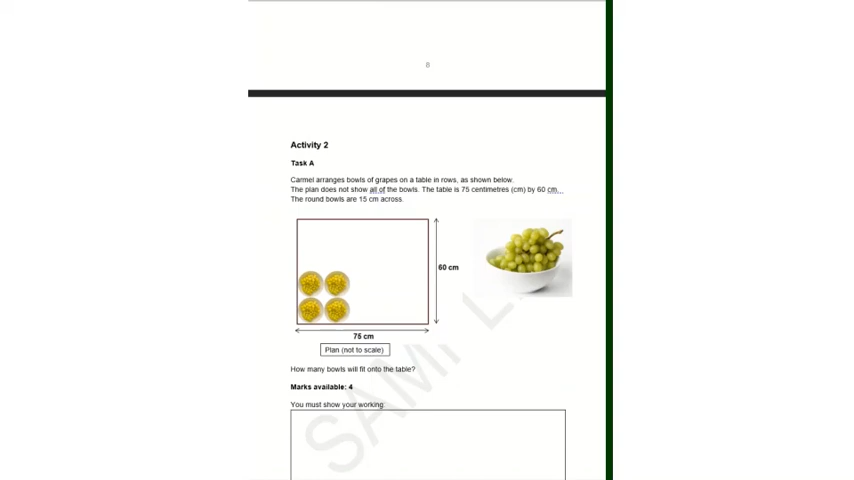 8
Activity 2
Task A
Carmel arranges bowls of grapes on a table in rows, as shown below.
The plan does not show all of the bowls. The table is 75 centimetres (cm) by 60 cm.
The round bowls are 15 cm across.
60 cm
75 cm
Plan (not to scale)
How many bowls will fit onto the table?
Marks available: 4
You must show your working: